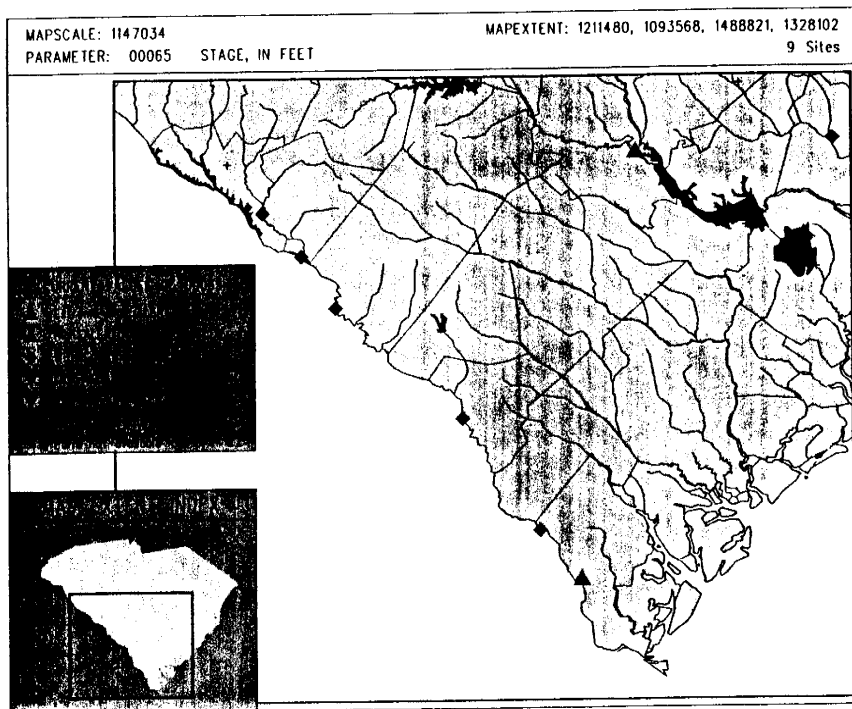 MAPSCALE: 1147034
MAPEXTENT: 1211480, 1093568, 1488821, 1328102
PARAMETER: 00065 STAGE, IN FEET
9 Sites